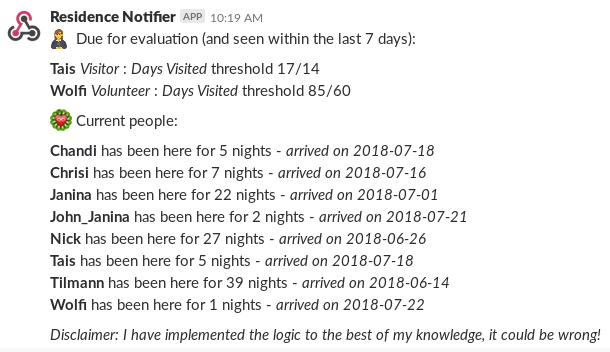 Residence Notifier APP 10:19 AM
Due for evaluation (and seen within the last 7 days):
Tais Visitor : Days Visited threshold 17/14
Wolfi Volunteer : Days Visited threshold 85/60
Current people:
Chandi has been here for 5 nights - arrived on 2018-07-18
Chrisi has been here for 7 nights - arrived on 2018-07-16
Janina has been here for 22 nights - arrived on 2018-07-01
John_Janina has been here for 2 nights - arrived on 2018-07-21
Nick has been here for 27 nights - arrived on 2018-06-26
Tais has been here for 5 nights - arrived on 2018-07-18
Tilmann has been here for 39 nights - arrived on 2018-06-14
Wolfi has been here for 1 nights - arrived on 2018-07-22
Disclaimer: I have implemented the logic to the best of my knowledge, it could be wrong!